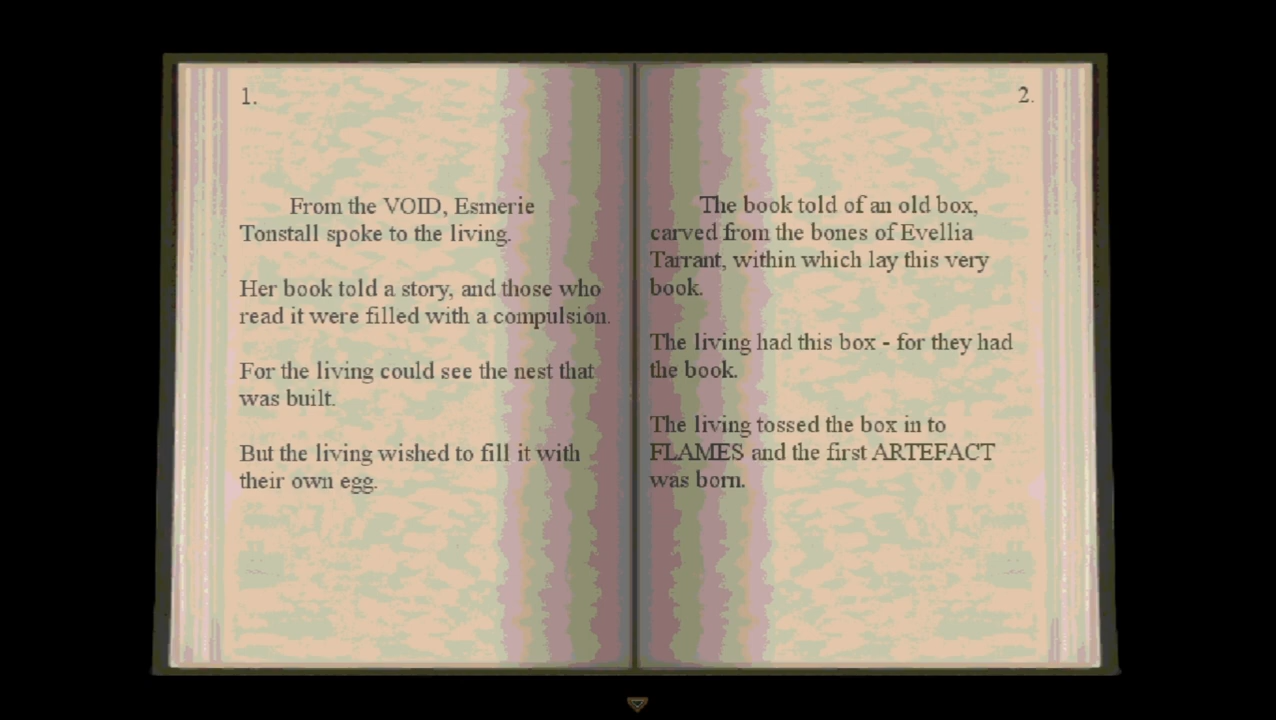 1.
From the VOID, Esmerie
Tonstall spoke to the living.
Her book told a story, and those who
read it were filled with a compulsion.
For the living could see the nest that
was built.
But the living wished to fill it with
their own egg.
2.
The book told of an old box,
carved from the bones of Evellia
Tarrant, within which lay this very
book.
The living had this box - for they had
the book.
The living tossed the box in to
FLAMES and the first ARTEFACT
was born.